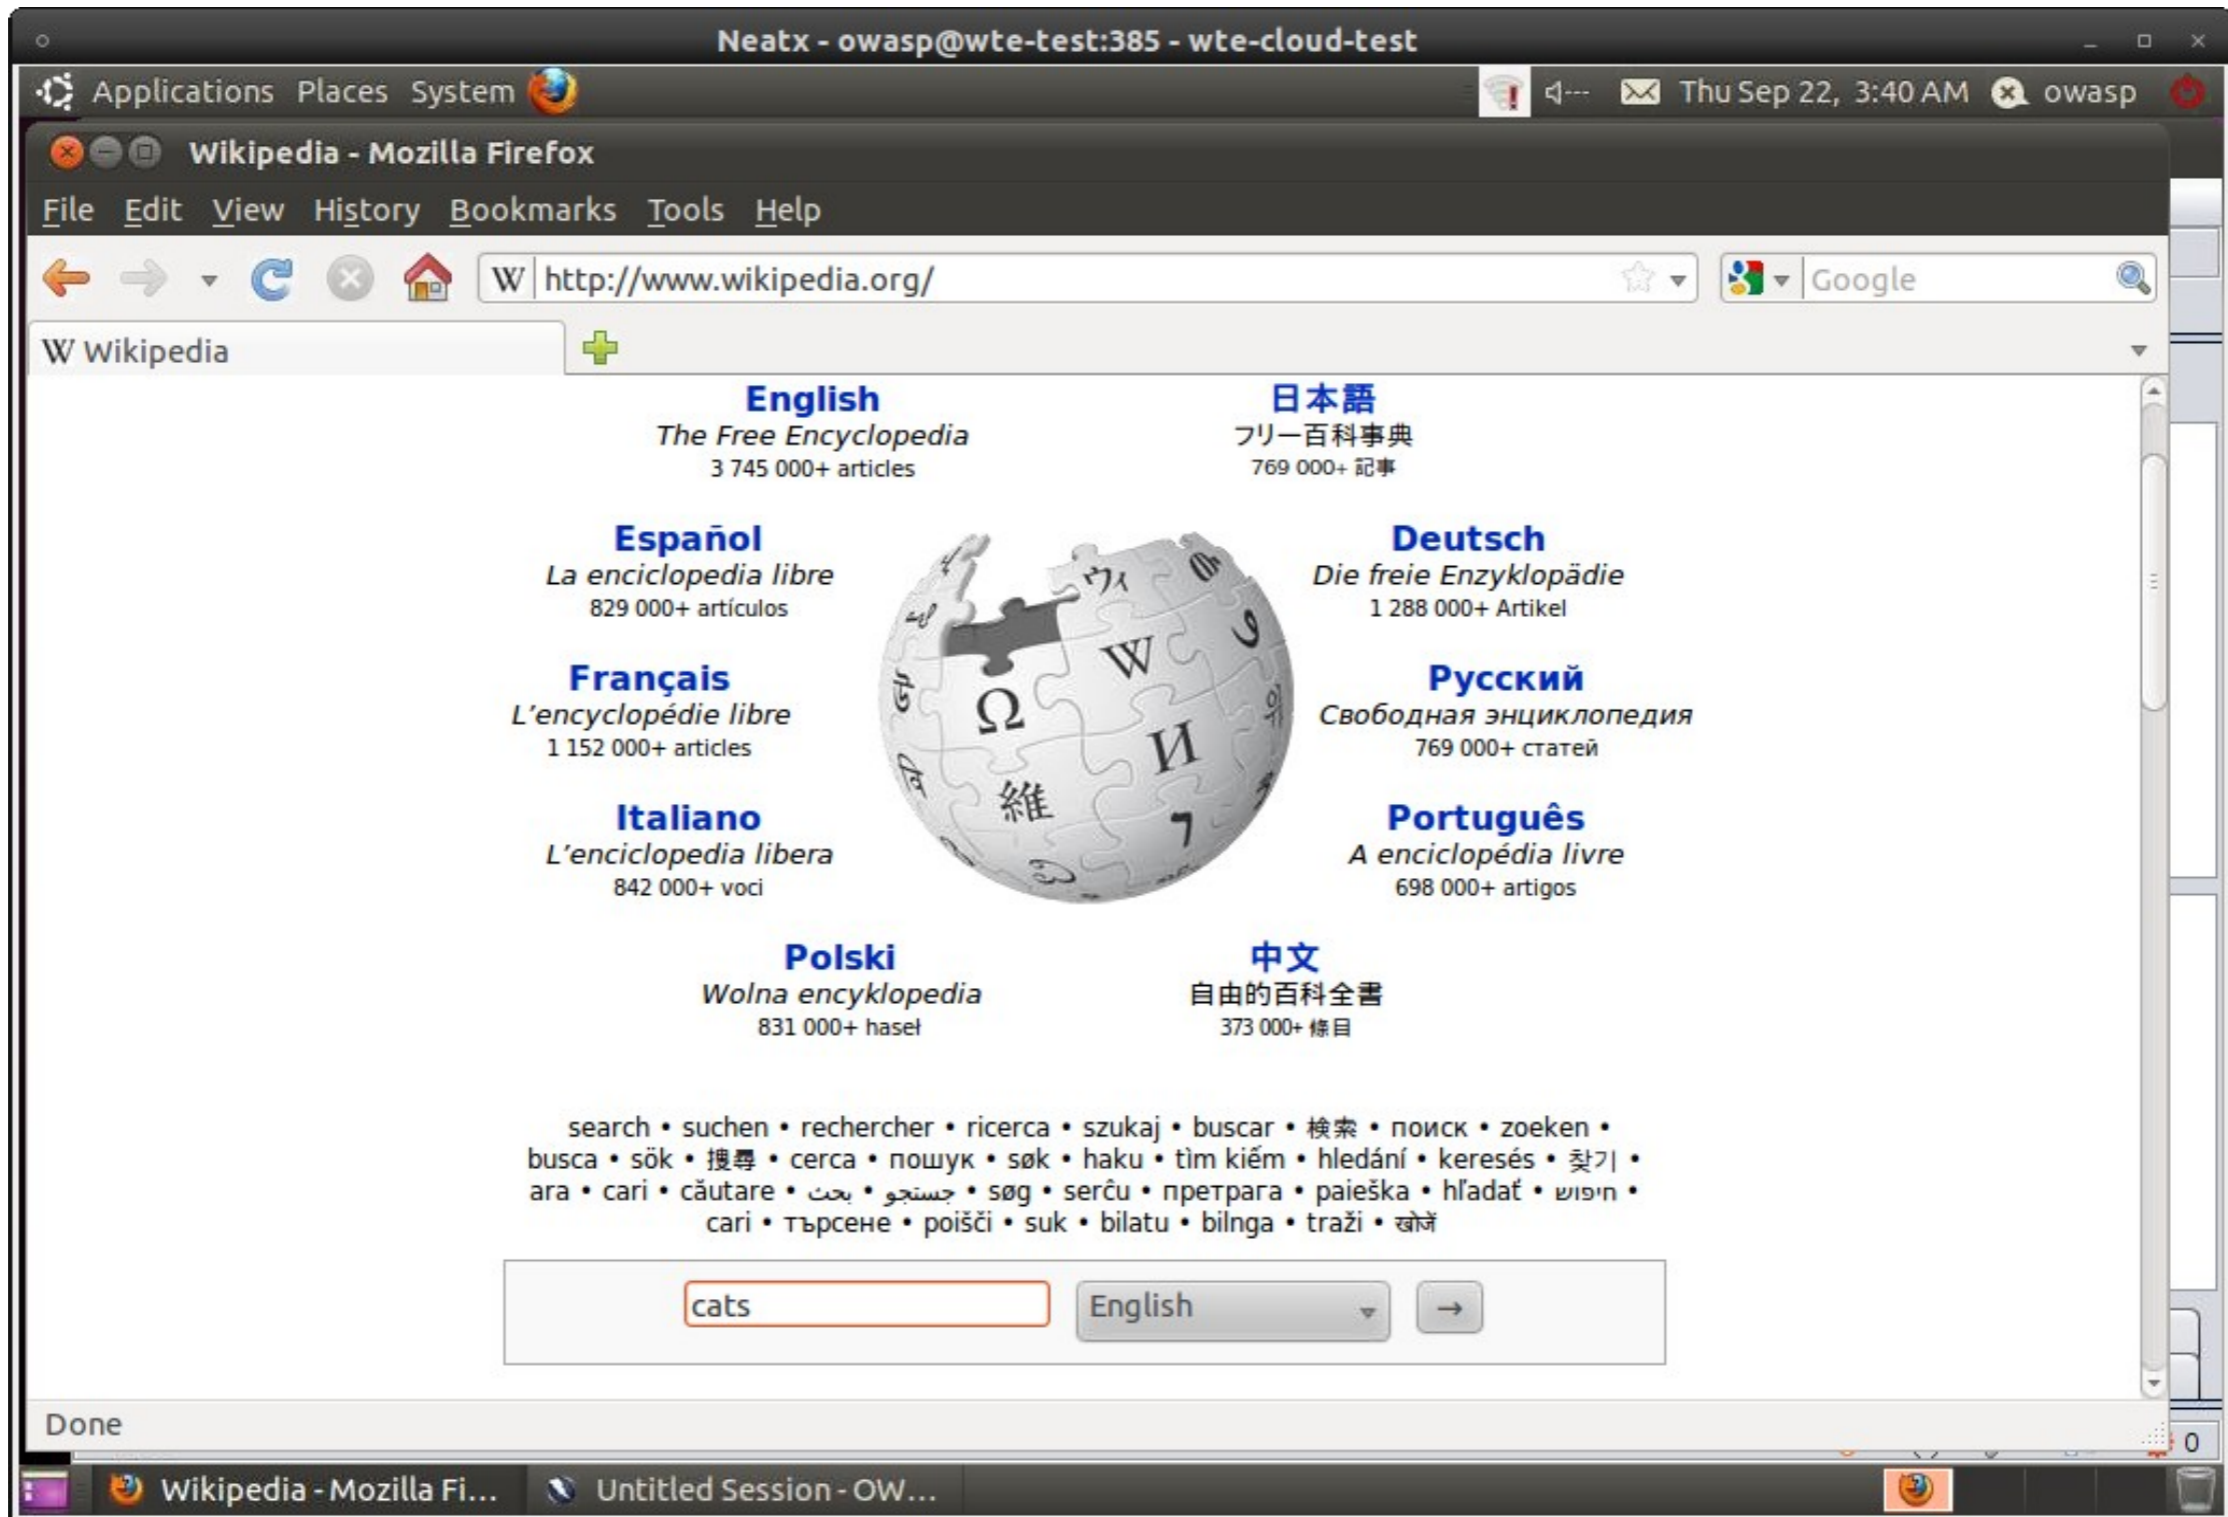 Neatx - owasp@wte-test:385 - wte-cloud-test
Applications Places System Thu Sep 22, 3:40 AM owasp
Wikipedia - Mozilla Firefox
File Edit View History Bookmarks Tools Help
W http://www.wikipedia.org/ Google
W Wikipedia
English 日本語
The Free Encyclopedia フリー百科事典
3 745 000+ articles 769 000+ 記事
Español Deutsch
La enciclopedia libre Die freie Enzyklopädie
829 000+ artículos 1 288 000+ Artikel
Français Русский
L'encyclopédie libre Свободная энциклопедия
1 152 000+ articles 769 000+ статей
Italiano Português
L'enciclopedia libera A enciclopédia livre
842 000+ voci 698 000+ artigos
ウィ
W
Ω
И
維
Polski 中文
Wolna encyklopedia 自由的百科全書
831 000+ haseł 373 000+ 條目
search • suchen • rechercher • ricerca • szukaj • buscar • 検索 • поиск • zoeken •
busca • sök • 搜尋 • cerca • пошук • søk • haku • tìm kiếm • hledání • keresés • 찾기 •
ara • cari • căutare • بحث • جستجو • søg • serĉu • претрага • paieška • hľadať • חיפוש •
cari • търсене • poišči • suk • bilatu • bilnga • traži • खोजें
cats English →
Done
0
Wikipedia - Mozilla Fi... Untitled Session - OW...